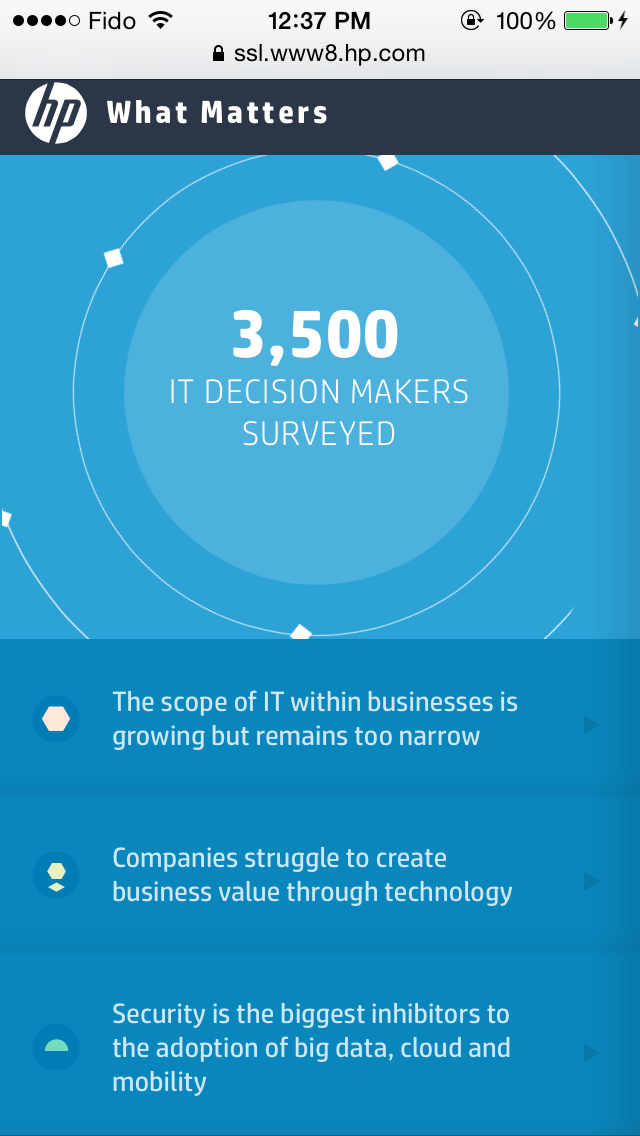 Fido 12:37 PM 100%
ssl.www8.hp.com
hp What Matters
3,500
IT DECISION MAKERS
SURVEYED
The scope of IT within businesses is
growing but remains too narrow
Companies struggle to create
business value through technology
Security is the biggest inhibitors to
the adoption of big data, cloud and
mobility